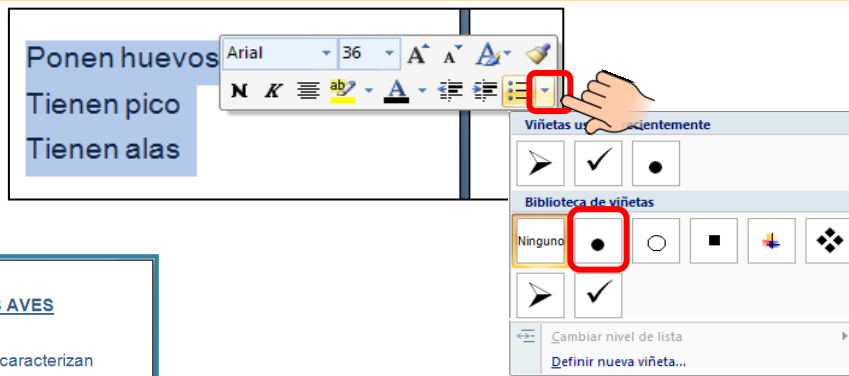 Ponen huevos
Tienen pico
Tienen alas
Arial 36
N K
Viñetas us recientemente
Biblioteca de viñetas
Ninguno
Cambiar nivel de lista
Definir nueva viñeta...
AVES
caracterizan